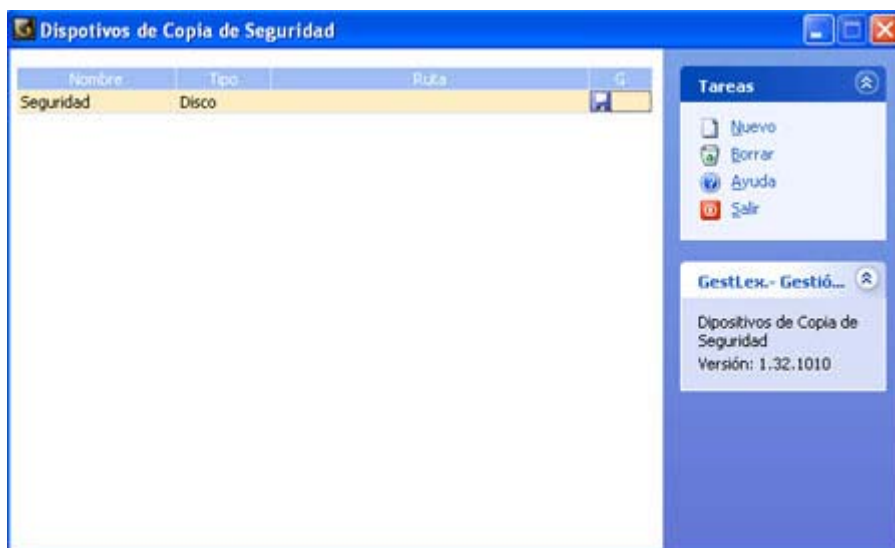 Dispotivos de Copia de Seguridad
Nombre Tipo Ruta G
Seguridad Disco
Tareas
Nuevo
Borrar
Ayuda
Salir
GestLex.- Gestió...
Dipositivos de Copia de
Seguridad
Versión: 1.32.1010